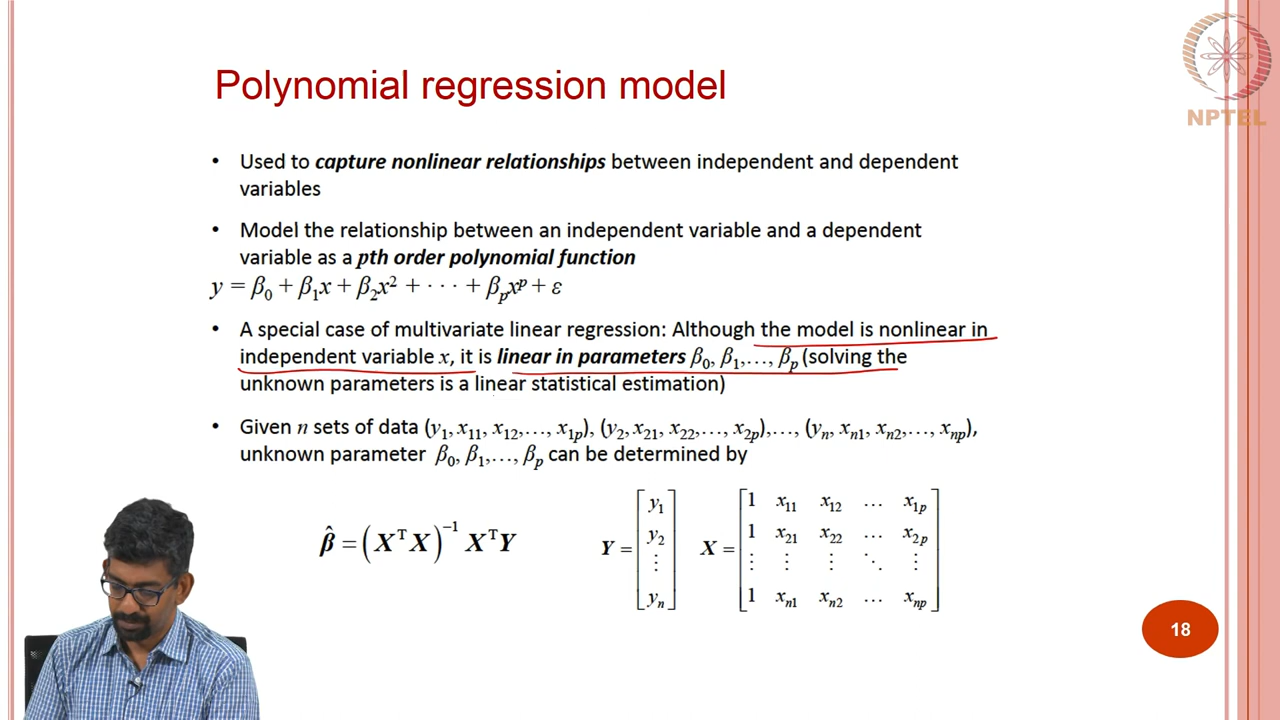 Polynomial regression model
NPTEL
• Used to capture nonlinear relationships between independent and dependent
variables
• Model the relationship between an independent variable and a dependent
variable as a pth order polynomial function
y = β₀ + β₁x + β₂x² + · · · + βₚxᵖ + ε
• A special case of multivariate linear regression: Although the model is nonlinear in
independent variable x, it is linear in parameters β₀, β₁,…, βₚ (solving the
unknown parameters is a linear statistical estimation)
• Given n sets of data (y₁, x₁₁, x₁₂,…, x₁ₚ), (y₂, x₂₁, x₂₂,…, x₂ₚ),…, (yₙ, xₙ₁, xₙ₂,…, xₙₚ),
unknown parameter β₀, β₁,…, βₚ can be determined by
β̂ = (XᵀX)⁻¹ XᵀY
Y = [y₁ y₂ ⋮ yₙ]
X = [1 x₁₁ x₁₂ … x₁ₚ
1 x₂₁ x₂₂ … x₂ₚ
⋮ ⋮ ⋮ ⋱ ⋮
1 xₙ₁ xₙ₂ … xₙₚ]
18